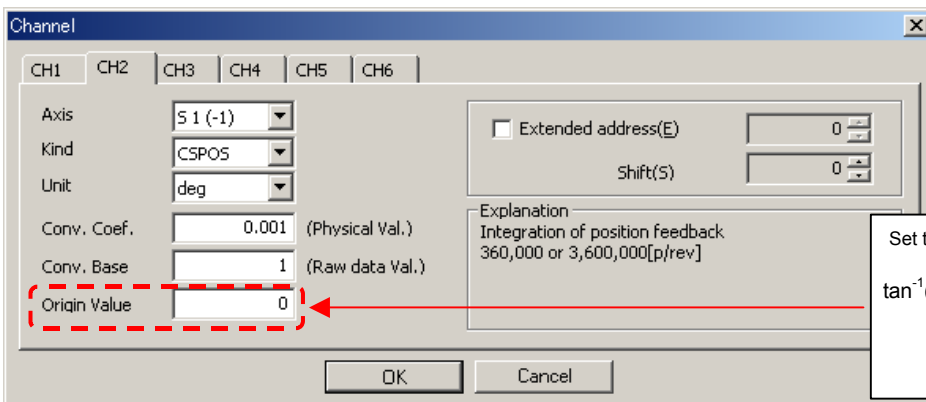 Channel
CH1 CH2 CH3 CH4 CH5 CH6
Axis S 1 (-1)
Kind CSPOS
Unit deg
Conv. Coef. 0.001 (Physical Val.)
Conv. Base 1 (Raw data Val.)
Origin Value 0
Extended address(E) 0
Shift(S) 0
Explanation
Integration of position feedback
360,000 or 3,600,000[p/rev]
Set t
tan⁻¹(
OK Cancel